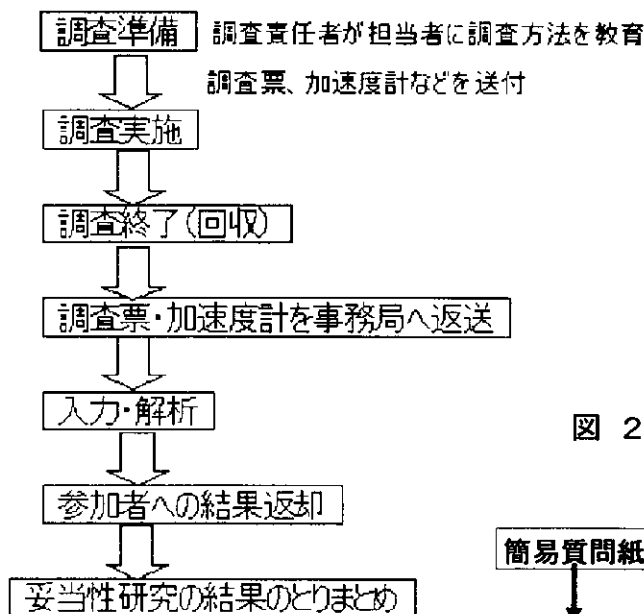 調査準備 調査責任者が担当者に調査方法を教育
調査票、加速度計などを送付
調査実施
調査終了(回収)
調査票・加速度計を事務局へ返送
入力・解析
図 2
参加者への結果返却
簡易質問紙
妥当性研究の結果のとりまとめ